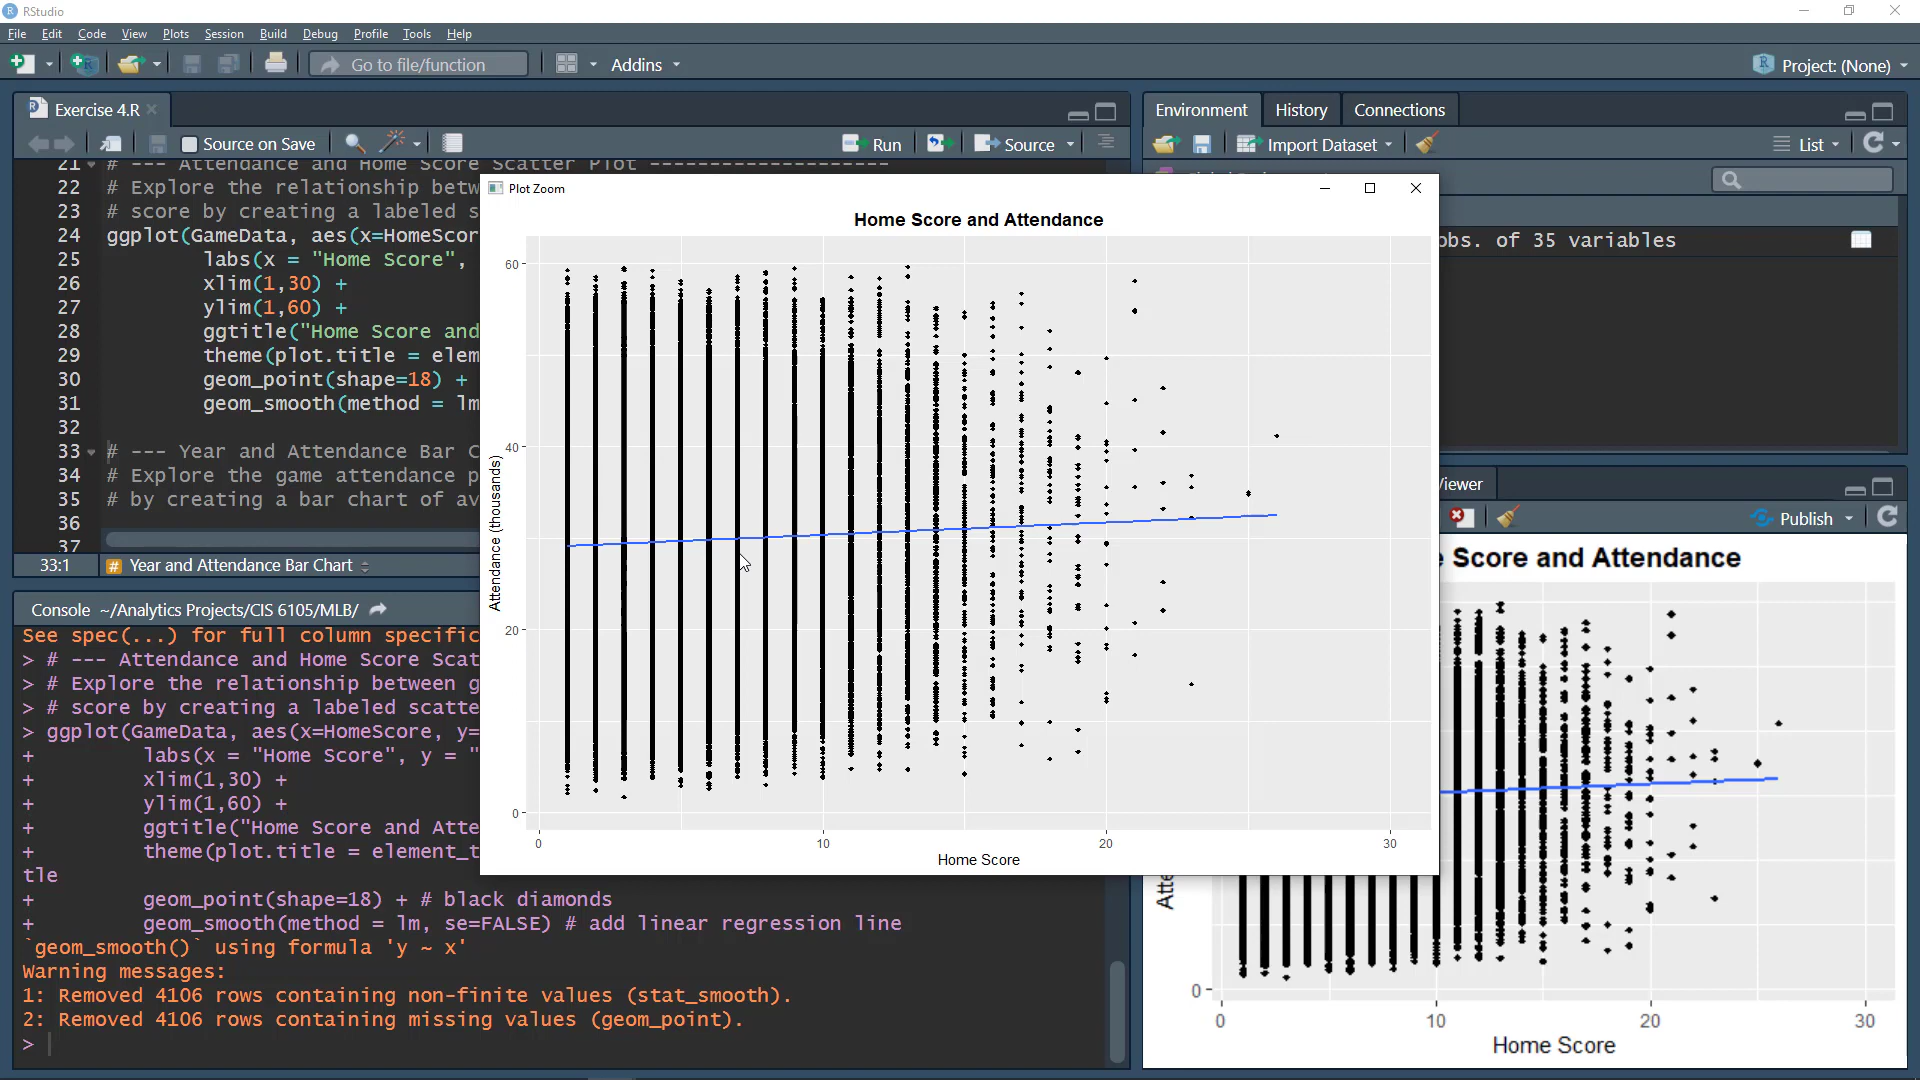 RStudio
File Edit Code View Plots Session Build Debug Profile Tools Help
Go to file/function
Addins
Project: (None)
Exercise 4.R
Source on Save
Run
Source
21 # --- Attendance and Home Score Scatter Plot --------------------
22 # Explore the relationship betw
23 # score by creating a labeled s
24 ggplot(GameData, aes(x=HomeScor
25 labs(x = "Home Score",
26 xlim(1,30) +
27 ylim(1,60) +
28 ggtitle("Home Score and
29 theme(plot.title = elem
30 geom_point(shape=18) +
31 geom_smooth(method = lm
32
33 # --- Year and Attendance Bar C
34 # Explore the game attendance p
35 # by creating a bar chart of av
36
37
33:1
# Year and Attendance Bar Chart
Console ~/Analytics Projects/CIS 6105/MLB/
See spec(...) for full column specific
> # --- Attendance and Home Score Scat
> # Explore the relationship between g
> # score by creating a labeled scatte
> ggplot(GameData, aes(x=HomeScore, y=
+ labs(x = "Home Score", y = "
+ xlim(1,30) +
+ ylim(1,60) +
+ ggtitle("Home Score and Atte
+ theme(plot.title = element_t
tle
+ geom_point(shape=18) + # black diamonds
+ geom_smooth(method = lm, se=FALSE) # add linear regression line
`geom_smooth()` using formula 'y ~ x'
Warning messages:
1: Removed 4106 rows containing non-finite values (stat_smooth).
2: Removed 4106 rows containing missing values (geom_point).
>
Plot Zoom
Home Score and Attendance
60
40
20
0
Attendance (thousands)
0 10 20 30
Home Score
Environment History Connections
Import Dataset
List
obs. of 35 variables
Viewer
Publish
e Score and Attendance
Atte
0
0 10 20 30
Home Score